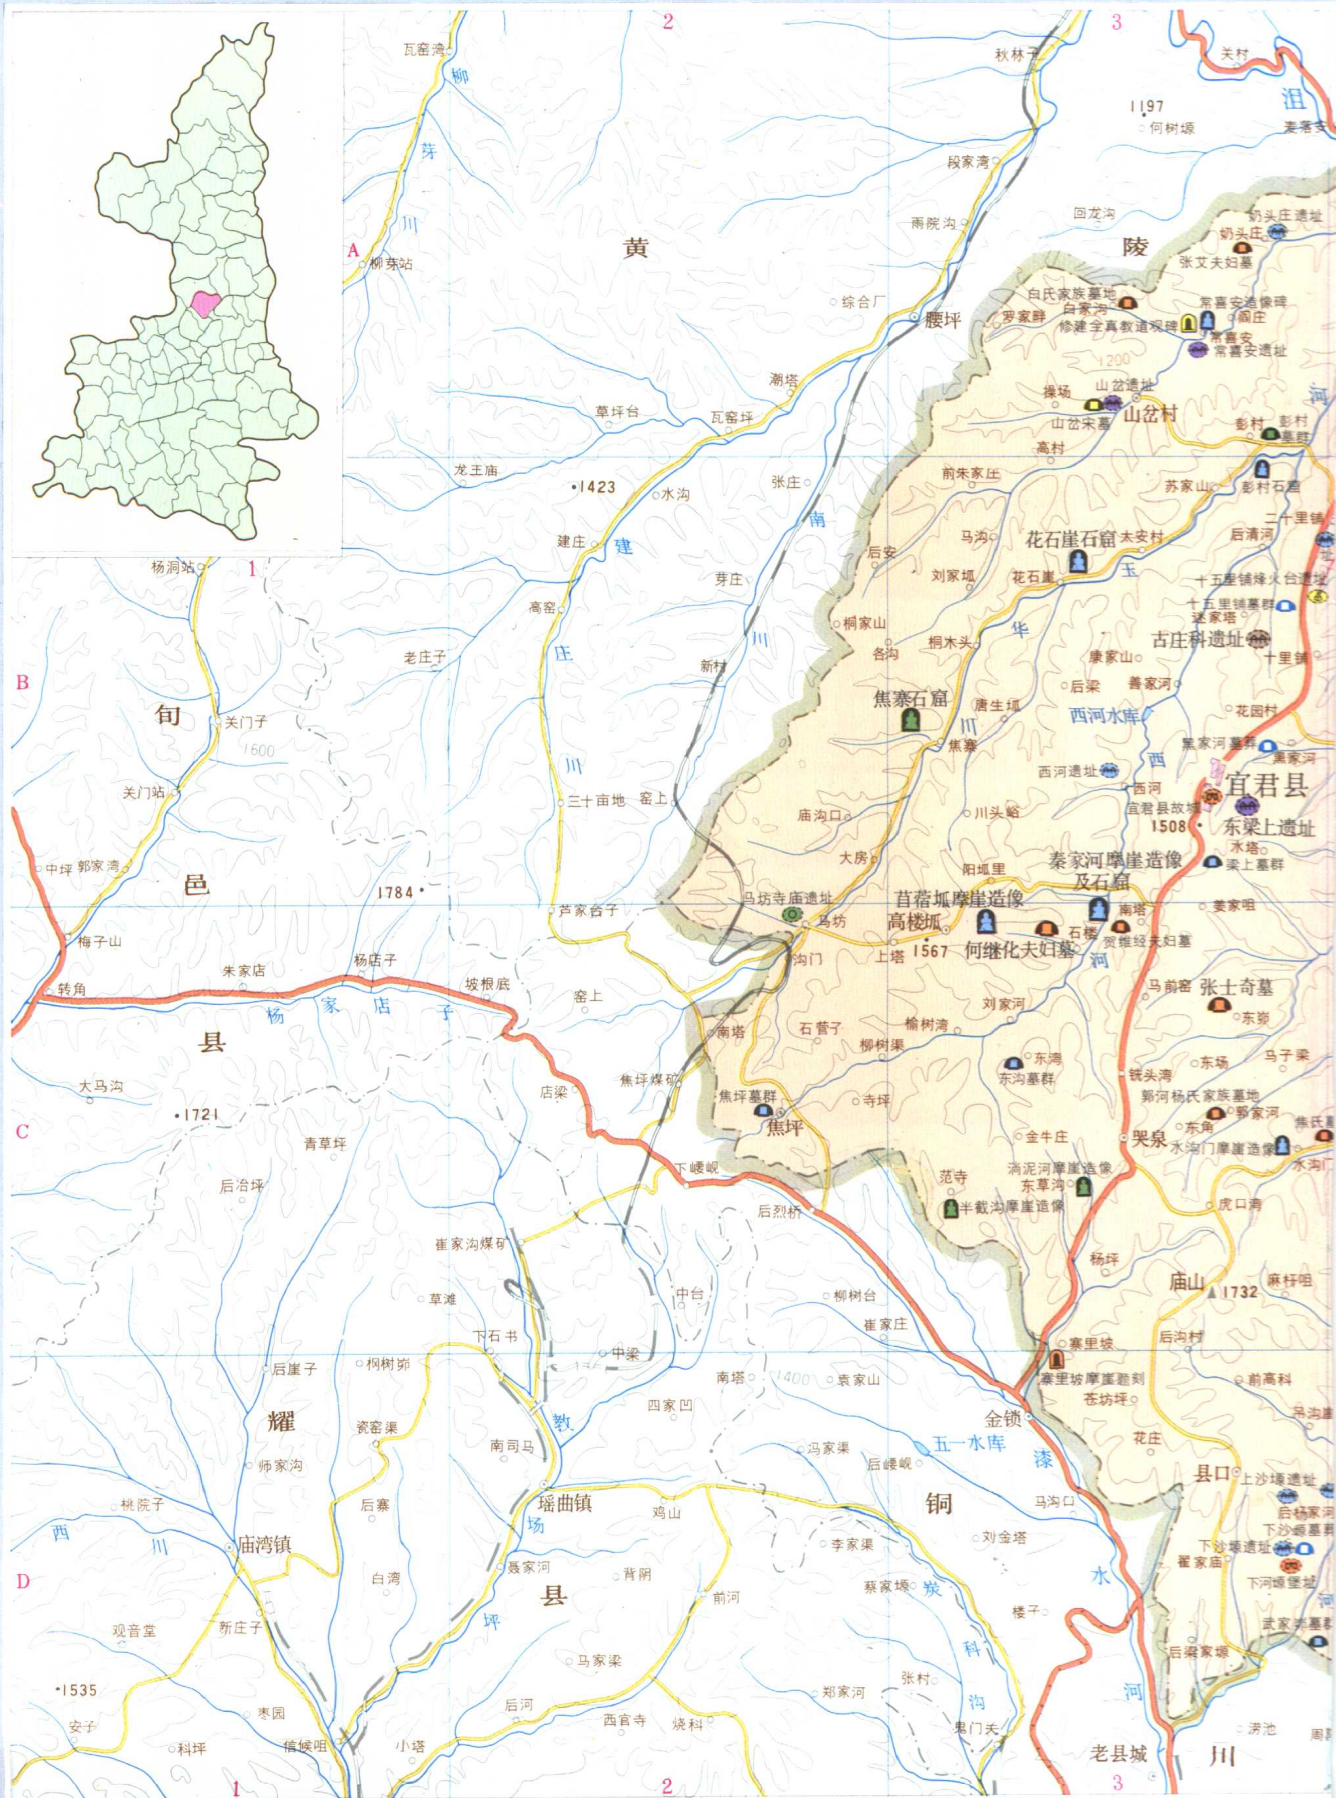 2
3
瓦窑湾
柳
秋林子
关村
沮
1197
何树塬
麦落安
芽
段家湾
川
雨院沟
回龙沟
奶头庄遗址
奶头庄
A
柳芽站
黄
陵
张艾夫妇墓
综合厂
白氏家族墓地
白家沟
常喜安造像碑
腰坪
罗家畔
修建全真教道观碑
阎庄
常喜安
常喜安遗址
1200
潮塔
操场
山岔遗址
河
草坪台
瓦窑坪
山岔宋墓
山岔村
彭村
彭村
墓群
高村
龙王庙
1423
水沟
张庄
前朱家庄
苏家山
彭村石窟
南
二十里铺
建庄
建
马沟
花石崖石窟
太安村
后清河
杨洞站
1
后安
芽庄
刘家坬
花石崖
玉
十五里铺烽火台遗址
高窑
十五里铺墓群
迷家塔
桐家山
华
庄
川
桐木头
古庄科遗址
老庄子
各沟
康家山
十里铺
新村
B
后梁
善家河
焦寨石窟
旬
关门子
唐生坬
西河水库
花园村
川
1600
焦寨
黑家河墓葬
黑家河
川
西河遗址
西
关门站
西河
宜君县
三十亩地
窑上
庙沟口
川头峪
宜君县故城
1508
东梁上遗址
水塔
中坪
郭家湾
大房
阳坬里
秦家河摩崖造像
及石窟
梁上墓群
邑
1784
马坊寺庙遗址
苜蓿坬摩崖造像
芦家台子
马坊
高楼坬
南塔
姜家咀
石楼
梅子山
贺维经夫妇墓
杨店子
沟门
上塔
1567
何继化夫妇墓
河
朱家店
转角
坡根底
窑上
马前窑
张士奇墓
杨
家
店
子
刘家河
县
南塔
石营子
榆树湾
东峁
柳树渠
大马沟
店梁
焦坪煤矿
东湾
东沟墓群
东场
马子梁
铁头湾
1721
焦坪墓群
寺坪
郭河杨氏家族墓地
郭家河
C
焦坪
东角
青草坪
金牛庄
哭泉
水沟门摩崖造像
水沟门
下嵝岘
淌泥河摩崖造像
东草沟
后冶坪
范寺
后烈桥
半截沟摩崖造像
虎口湾
崔家沟煤矿
杨坪
草滩
中台
柳树台
庙山
1732
麻杆咀
崔家庄
下石书
后沟村
中梁
寨里坡
后崖子
桐树峁
南塔
1400
袁家山
寨里坡摩崖题刻
前高科
四家凹
苍坊坪
金锁
耀
瓷窑渠
教
五一水库
南司马
冯家渠
漆
花庄
师家沟
后嵝岘
县口
上沙塬遗址
桃院子
后寨
瑶曲镇
铜
马沟口
后杨家河
鸡山
下沙塬墓群
西
川
场
李家渠
刘金塔
下沙塬遗址
庙湾镇
翟家庙
聂家河
背阴
D
白湾
蔡家塬
炭
水
下河塬堡址
县
前河
楼子
观音堂
新庄子
坪
武家崖墓群
科
后梁家塬
马家梁
张村
1535
郑家河
沟
河
枣园
后河
安子
西官寺
烧科
鬼门关
涝池
科坪
信候咀
小塔
老县城
川
1
2
3